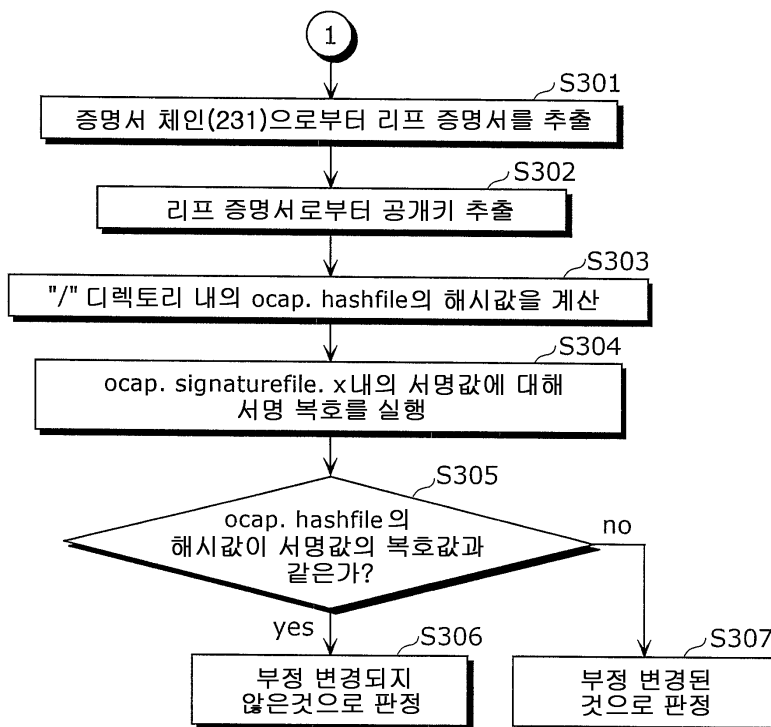 1
S301
증명서 체인(231)으로부터 리프 증명서를 추출
S302
리프 증명서로부터 공개키 추출
S303
"/" 디렉토리 내의 ocap. hashfile의 해시값을 계산
S304
ocap. signaturefile. x내의 서명값에 대해
서명 복호를 실행
S305
ocap. hashfile의
해시값이 서명값의 복호값과
같은가?
no
yes
S306
부정 변경되지
않은것으로 판정
S307
부정 변경된
것으로 판정